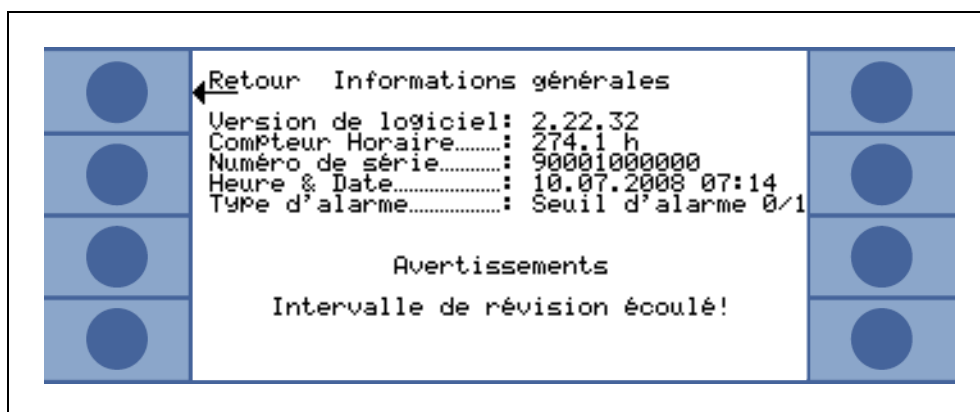 Retour Informations générales
Version de logiciel: 2.22.32
Compteur Horaire........: 274.1 h
Numéro de série..........: 90001000000
Heure & Date.................: 10.07.2008 07:14
Type d'alarme...............: Seuil d'alarme 0/1
Avertissements
Intervalle de révision écoulé!